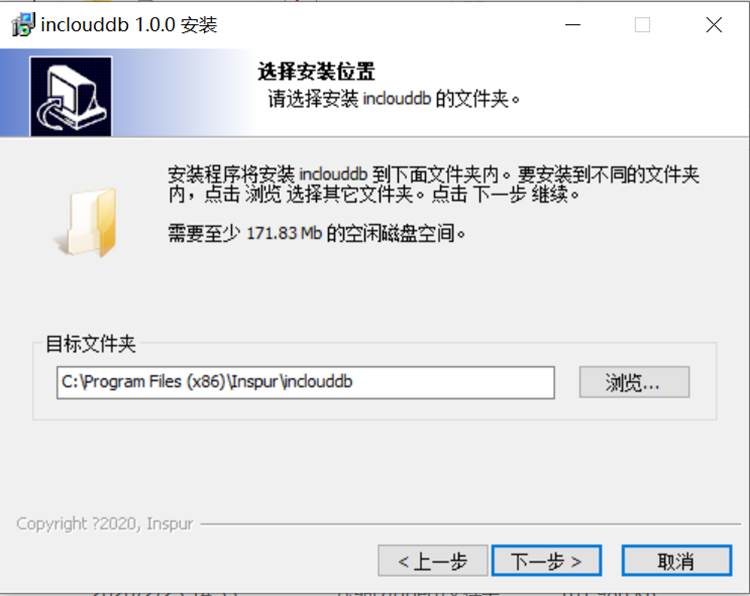 inclouddb 1.0.0 安装
选择安装位置
请选择安装 inclouddb 的文件夹。
安装程序将安装 inclouddb 到下面文件夹内。要安装到不同的文件夹
内，点击 浏览 选择其它文件夹。点击 下一步 继续。
需要至少 171.83 Mb 的空闲磁盘空间。
目标文件夹
C:\Program Files (x86)\Inspur\inclouddb
浏览...
Copyright ?2020, Inspur
< 上一步
下一步 >
取消